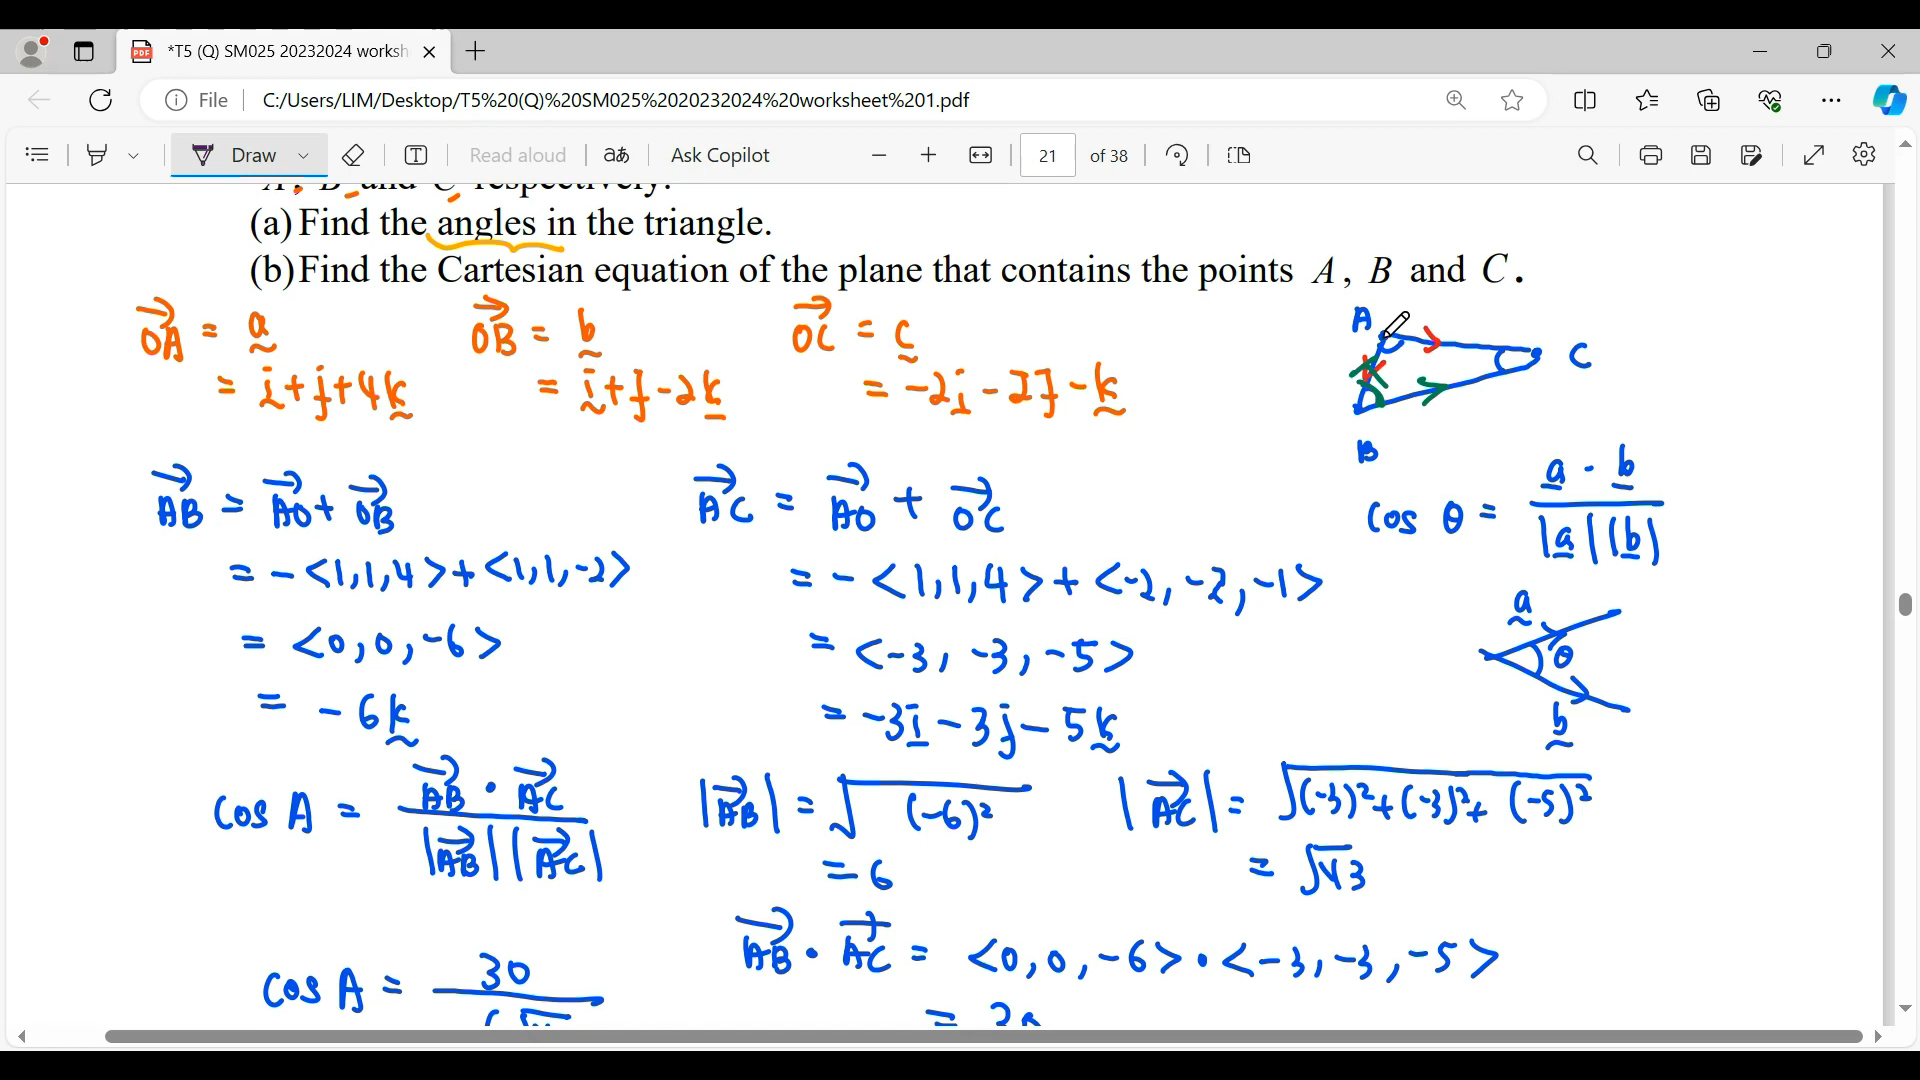 *T5 (Q) SM025 20232024 worksh
File C:/Users/LIM/Desktop/T5%20(Q)%20SM025%2020232024%20worksheet%201.pdf
Draw Read aloud aあ Ask Copilot 21 of 38
A, B and C respectively.
(a) Find the angles in the triangle.
(b) Find the Cartesian equation of the plane that contains the points A, B and C.
OA = a OB = b OC = c
= i + j + 4k = i + j - 2k = -2i - 2j - k
A C
B
AB = AO + OB AC = AO + OC cos θ = a · b / |a||b|
= - <1,1,4> + <1,1,-2> = - <1,1,4> + <-2,-2,-1>
a
= <0,0,-6> = <-3,-3,-5> θ
= -6k = -3i - 3j - 5k b
cos A = AB · AC / |AB||AC| |AB| = √(-6)² |AC| = √(-3)²+(-3)²+(-5)²
= 6 = √43
AB · AC = <0,0,-6> · <-3,-3,-5>
cos A = 30
= 30